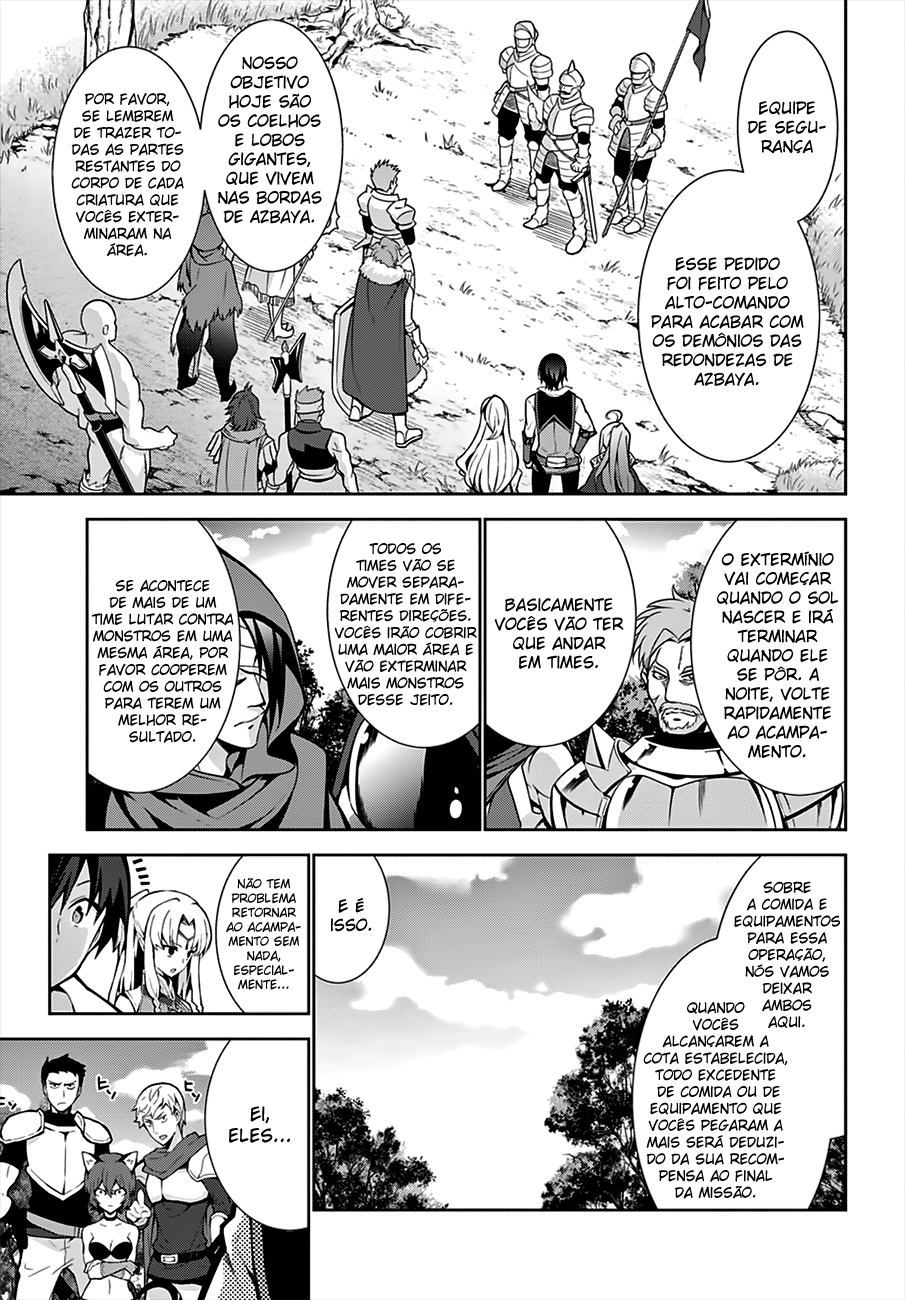 EQUIPE
DE SEGU-
RANÇA
ESSE PEDIDO
FOI FEITO PELO
ALTO-COMANDO
PARA ACABAR COM
OS DEMÔNIOS DAS
REDONDEZAS DE
AZBAYA.
NOSSO
OBJETIVO
HOJE SÃO
OS COELHOS
E LOBOS
GIGANTES,
QUE VIVEM
NAS BORDAS
DE AZBAYA.
POR FAVOR,
SE LEMBREM
DE TRAZER TO-
DAS AS PARTES
RESTANTES DO
CORPO DE CADA
CRIATURA QUE
VOCÊS EXTER-
MINARAM NA
ÁREA.
O EXTERMÍNIO
VAI COMEÇAR
QUANDO O SOL
NASCER E IRÁ
TERMINAR
QUANDO ELE
SE PÔR. A
NOITE, VOLTE
RAPIDAMENTE
AO ACAMPA-
MENTO.
BASICAMENTE
VOCÊS VÃO TER
QUE ANDAR
EM TIMES.
TODOS OS
TIMES VÃO SE
MOVER SEPARA-
DAMENTE EM DIFE-
RENTES DIREÇÕES.
VOCÊS IRÃO COBRIR
UMA MAIOR ÁREA E
VÃO EXTERMINAR
MAIS MONSTROS
DESSE JEITO.
SE ACONTECE
DE MAIS DE UM
TIME LUTAR CONTRA
MONSTROS EM UMA
MESMA ÁREA, POR
FAVOR COOPEREM
COM OS OUTROS
PARA TEREM UM
MELHOR RE-
SULTADO.
SOBRE
A COMIDA E
EQUIPAMENTOS
PARA ESSA
OPERAÇÃO,
NÓS VAMOS
DEIXAR
AMBOS
AQUI.
QUANDO
VOCÊS
ALCANÇAREM A
COTA ESTABELECIDA,
TODO EXCEDENTE
DE COMIDA OU DE
EQUIPAMENTO QUE
VOCÊS PEGARAM A
MAIS SERÁ DEDUZI-
DO DA SUA RECOM-
PENSA AO FINAL
DA MISSÃO.
E É
ISSO.
NÃO TEM
PROBLEMA
RETORNAR
AO ACAMPA-
MENTO SEM
NADA,
ESPECIAL-
MENTE...
EI,
ELES...